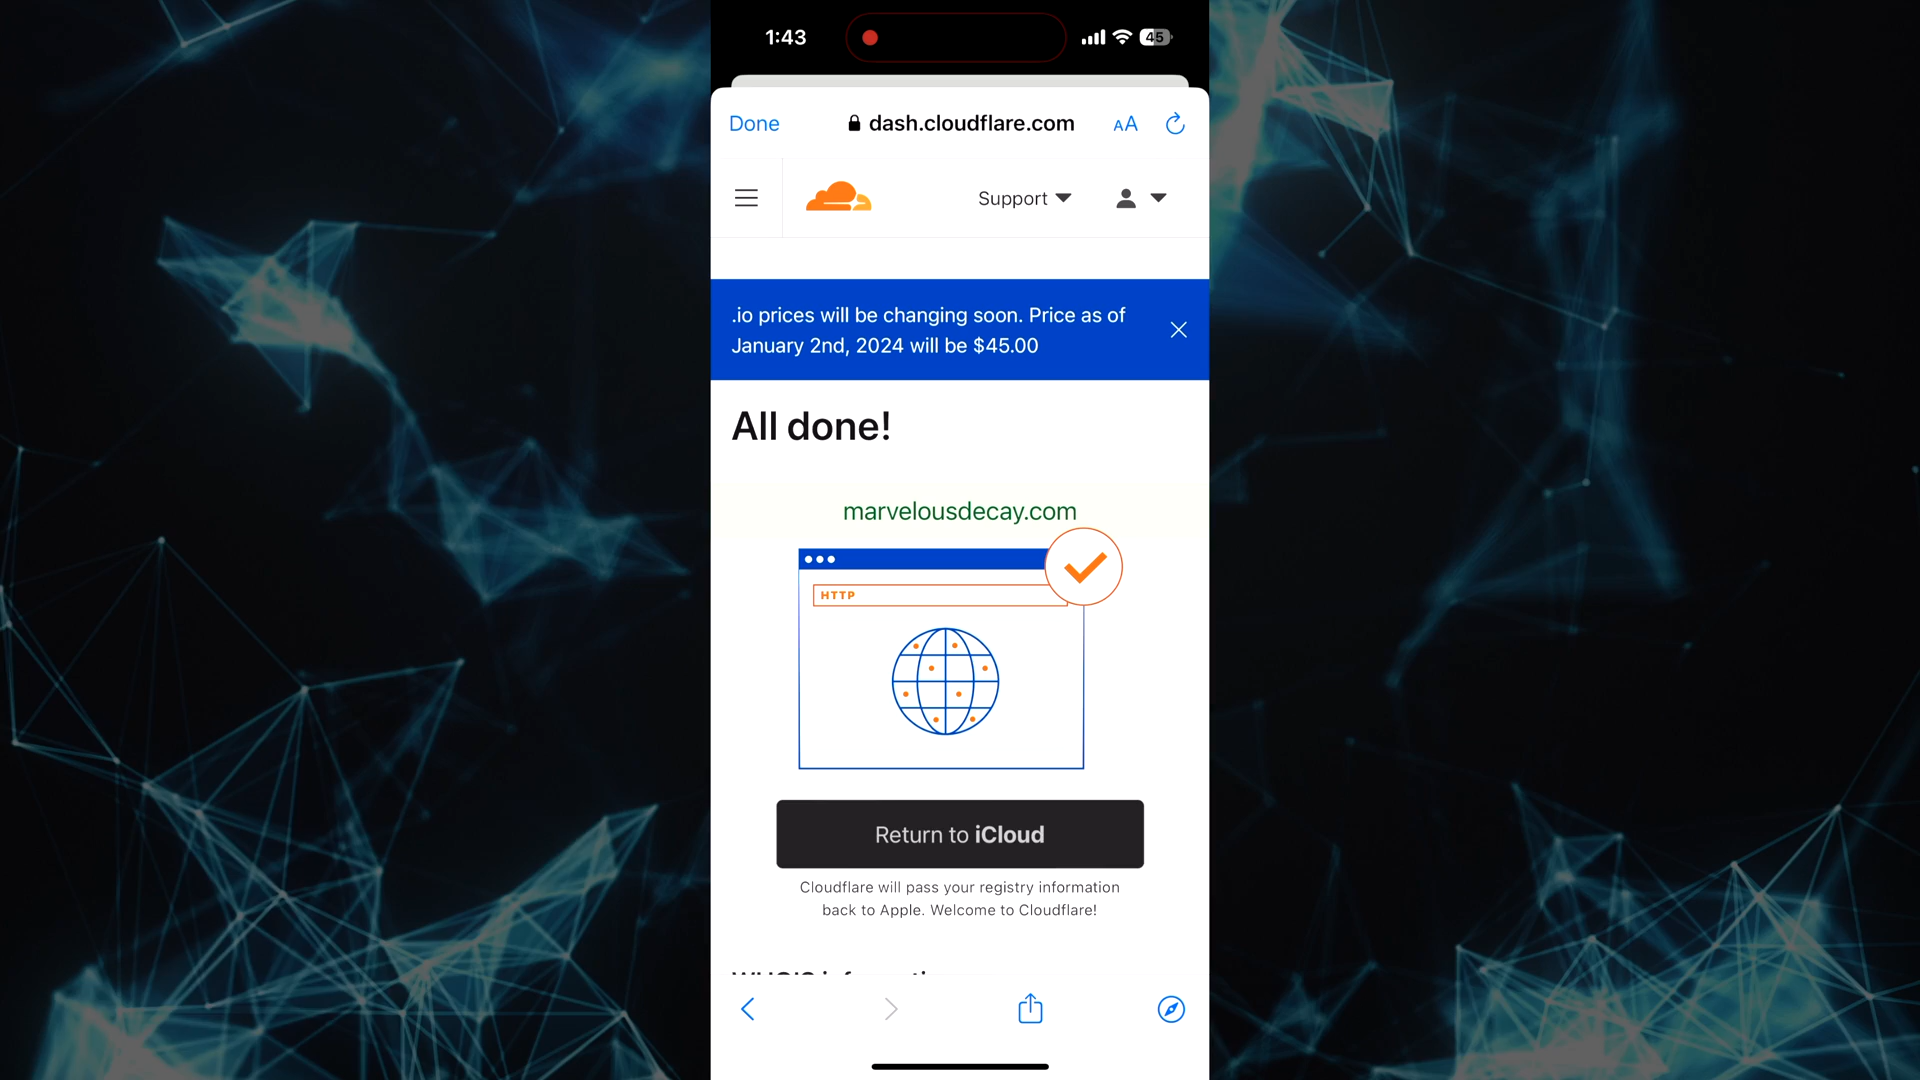 1:43
45
Done
dash.cloudflare.com
AA
Support
.io prices will be changing soon. Price as of
January 2nd, 2024 will be $45.00
All done!
marvelousdecay.com
HTTP
Return to iCloud
Cloudflare will pass your registry information
back to Apple. Welcome to Cloudflare!